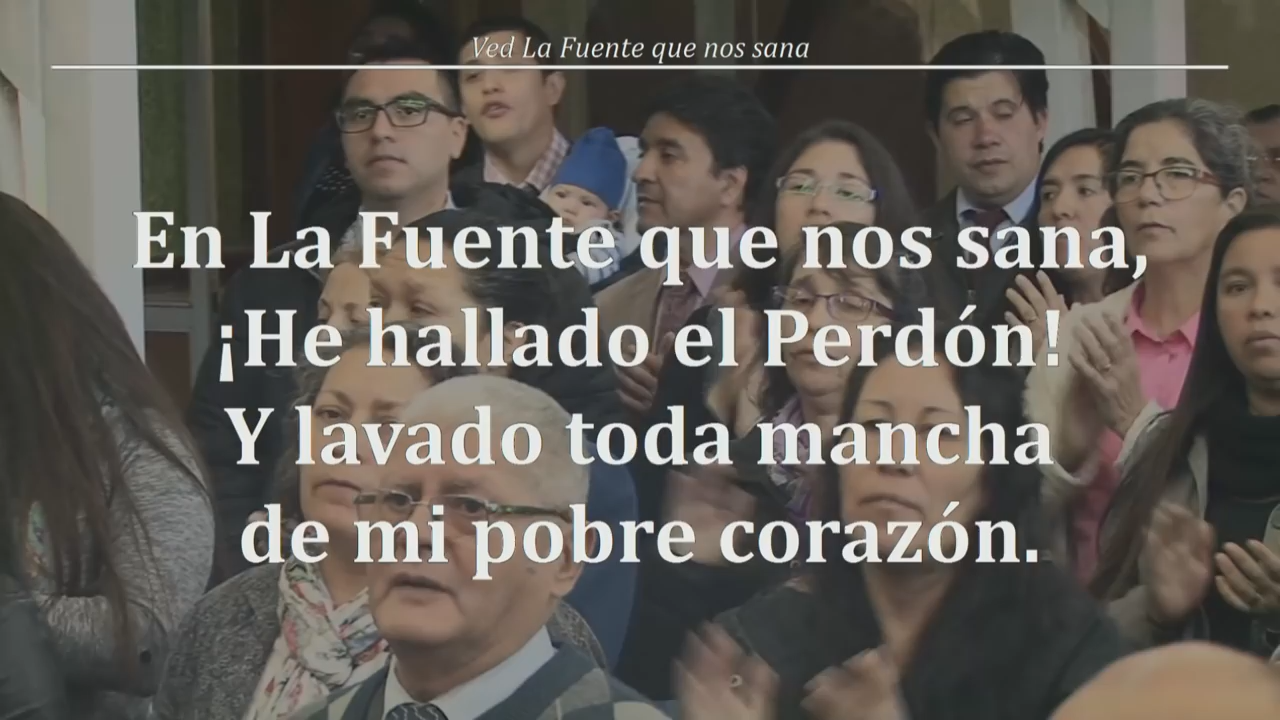 Ved La Fuente que nos sana
En La Fuente que nos sana,
¡He hallado el Perdón!
Y lavado toda mancha
de mi pobre corazón.